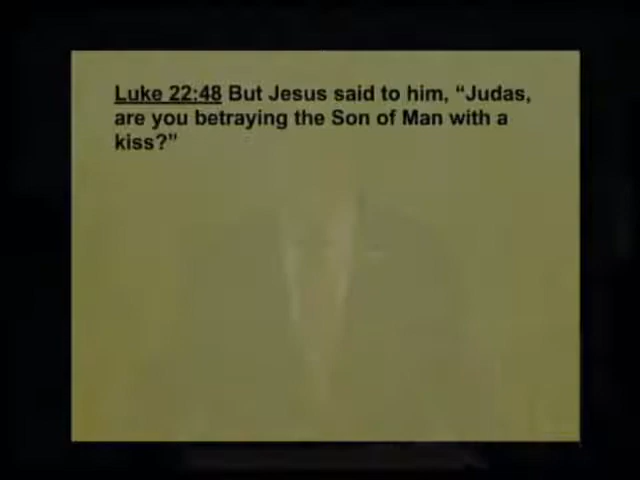 Luke 22:48 But Jesus said to him, “Judas,
are you betraying the Son of Man with a
kiss?”